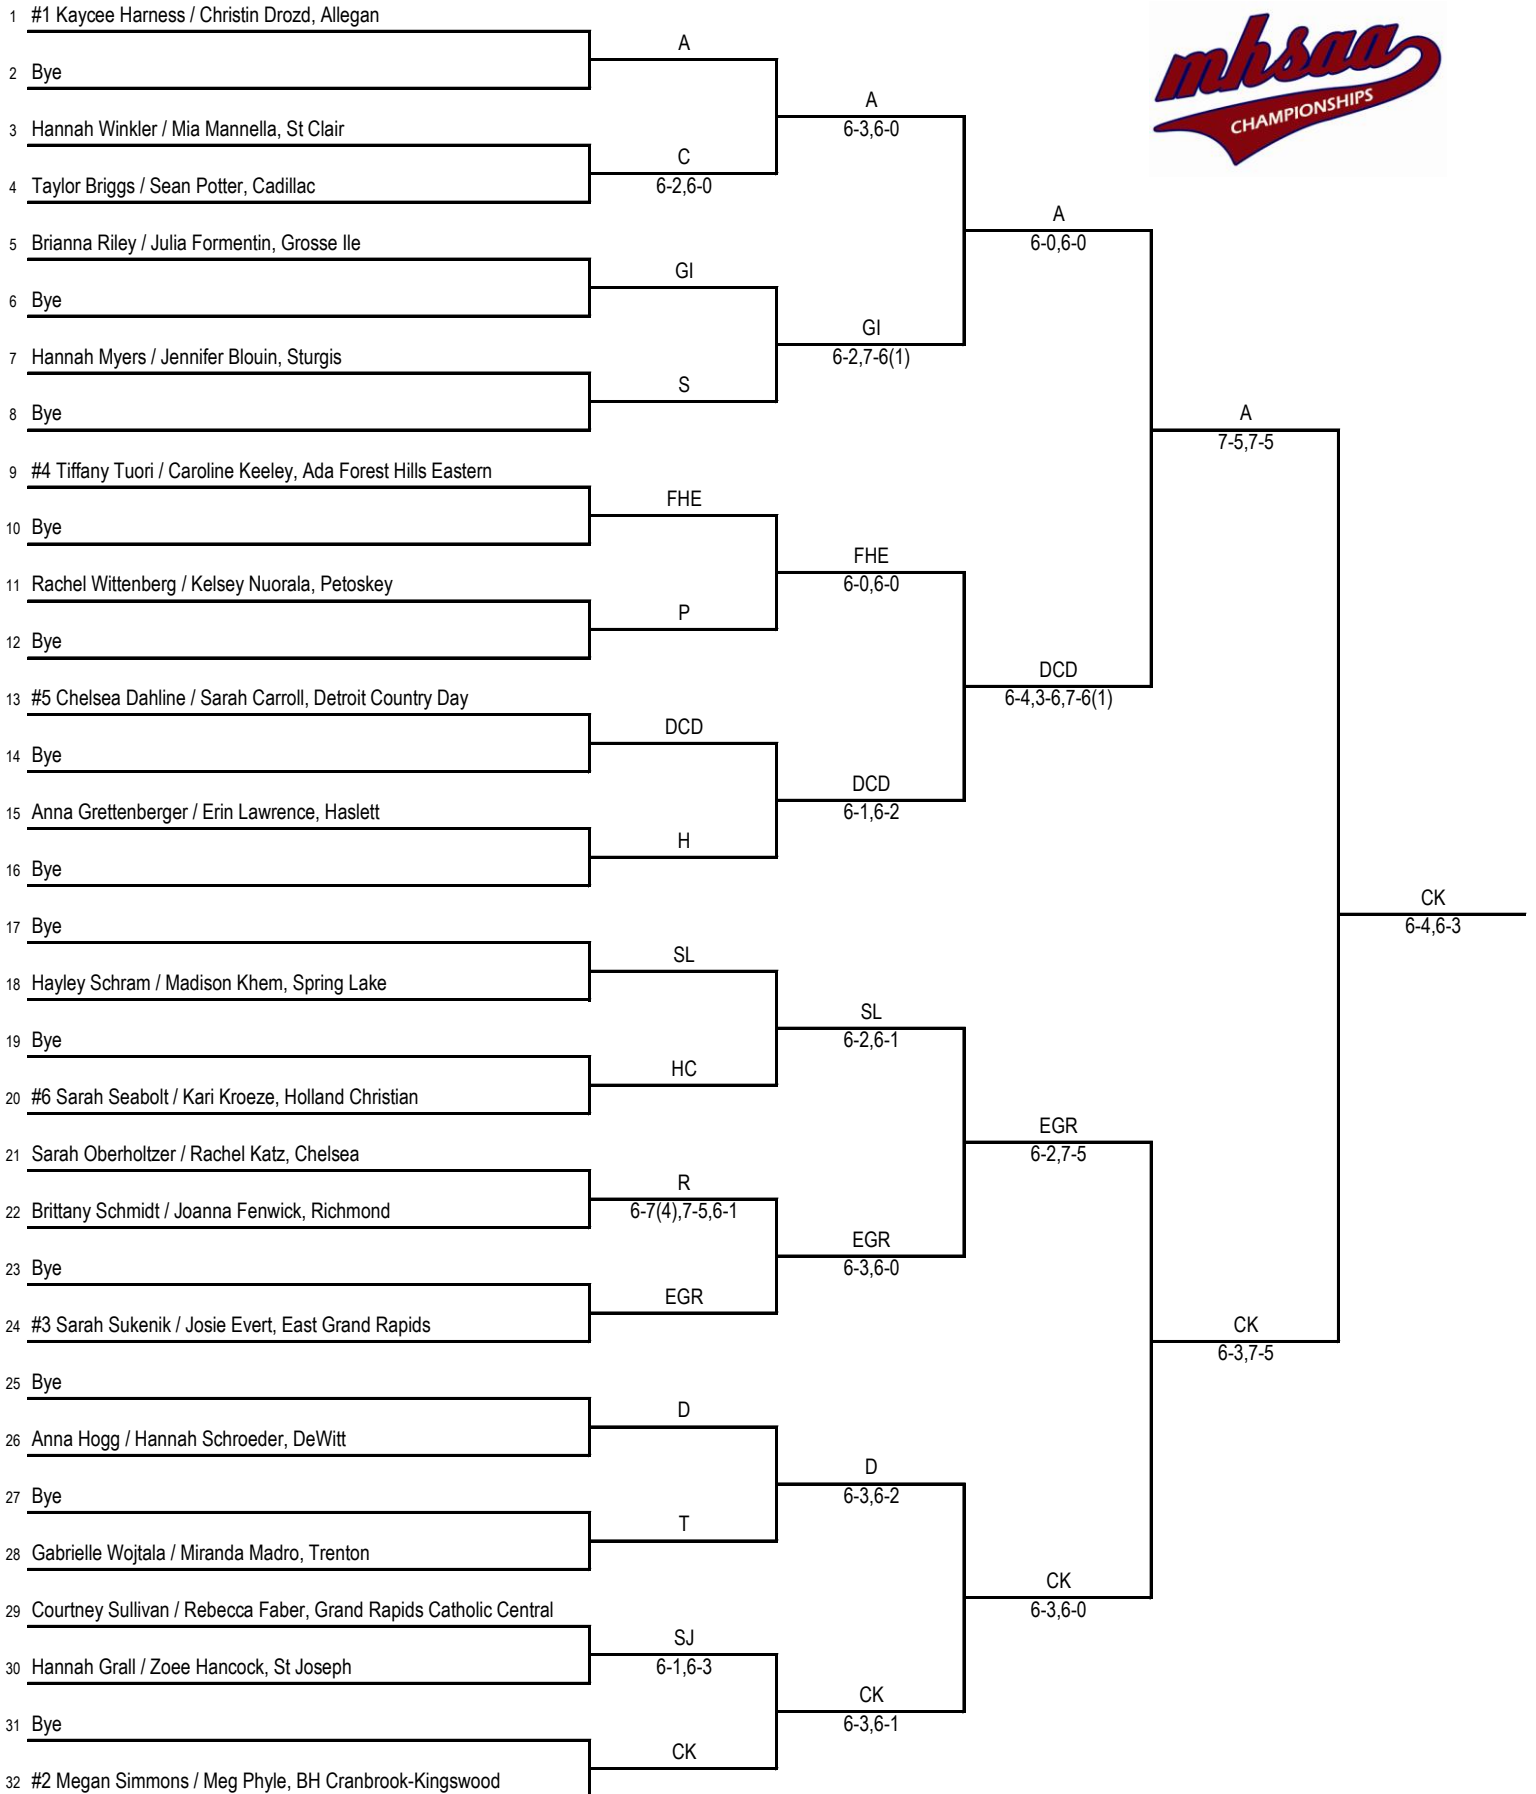 1 #1 Kaycee Harness / Christin Drozd, Allegan
mhsaa
CHAMPIONSHIPS
A
2 Bye
A
6-3,6-0
3 Hannah Winkler / Mia Mannella, St Clair
C
6-2,6-0
4 Taylor Briggs / Sean Potter, Cadillac
A
6-0,6-0
5 Brianna Riley / Julia Formentin, Grosse Ile
GI
6 Bye
GI
6-2,7-6(1)
7 Hannah Myers / Jennifer Blouin, Sturgis
S
8 Bye
A
7-5,7-5
9 #4 Tiffany Tuori / Caroline Keeley, Ada Forest Hills Eastern
FHE
10 Bye
FHE
6-0,6-0
11 Rachel Wittenberg / Kelsey Nuorala, Petoskey
P
12 Bye
DCD
6-4,3-6,7-6(1)
13 #5 Chelsea Dahline / Sarah Carroll, Detroit Country Day
DCD
14 Bye
DCD
6-1,6-2
15 Anna Grettenberger / Erin Lawrence, Haslett
H
16 Bye
CK
6-4,6-3
17 Bye
SL
18 Hayley Schram / Madison Khem, Spring Lake
SL
6-2,6-1
19 Bye
HC
20 #6 Sarah Seabolt / Kari Kroeze, Holland Christian
EGR
6-2,7-5
21 Sarah Oberholtzer / Rachel Katz, Chelsea
R
6-7(4),7-5,6-1
22 Brittany Schmidt / Joanna Fenwick, Richmond
EGR
6-3,6-0
23 Bye
EGR
24 #3 Sarah Sukenik / Josie Evert, East Grand Rapids
CK
6-3,7-5
25 Bye
D
26 Anna Hogg / Hannah Schroeder, DeWitt
D
6-3,6-2
27 Bye
T
28 Gabrielle Wojtala / Miranda Madro, Trenton
CK
6-3,6-0
29 Courtney Sullivan / Rebecca Faber, Grand Rapids Catholic Central
SJ
6-1,6-3
30 Hannah Grall / Zoee Hancock, St Joseph
CK
6-3,6-1
31 Bye
CK
32 #2 Megan Simmons / Meg Phyle, BH Cranbrook-Kingswood